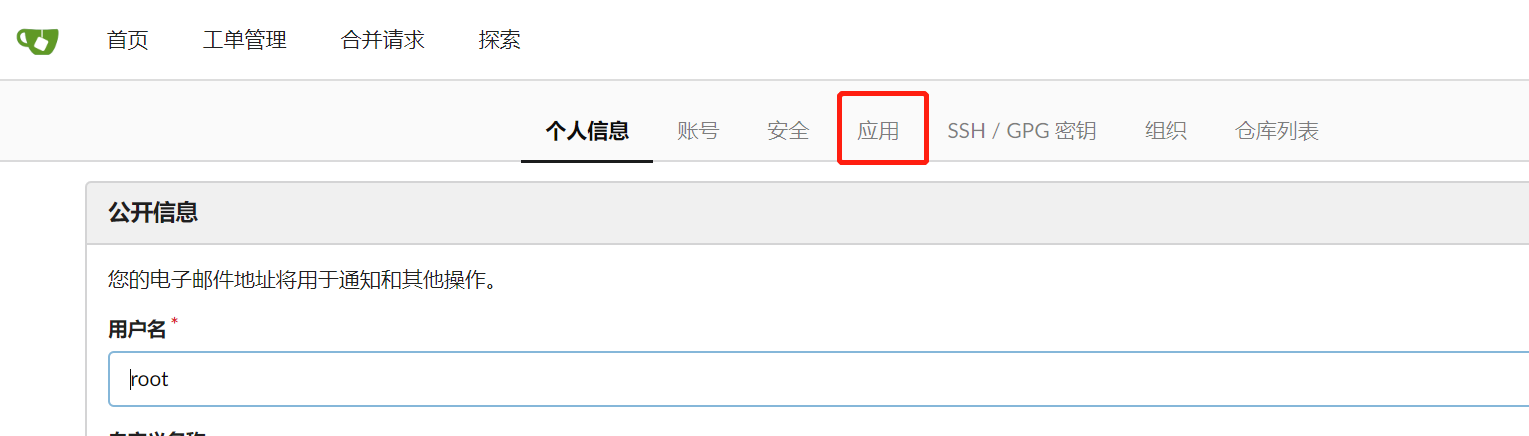 首页 工单管理 合并请求 探索
个人信息 账号 安全 应用 SSH / GPG 密钥 组织 仓库列表
公开信息
您的电子邮件地址将用于通知和其他操作。
用户名 *
root